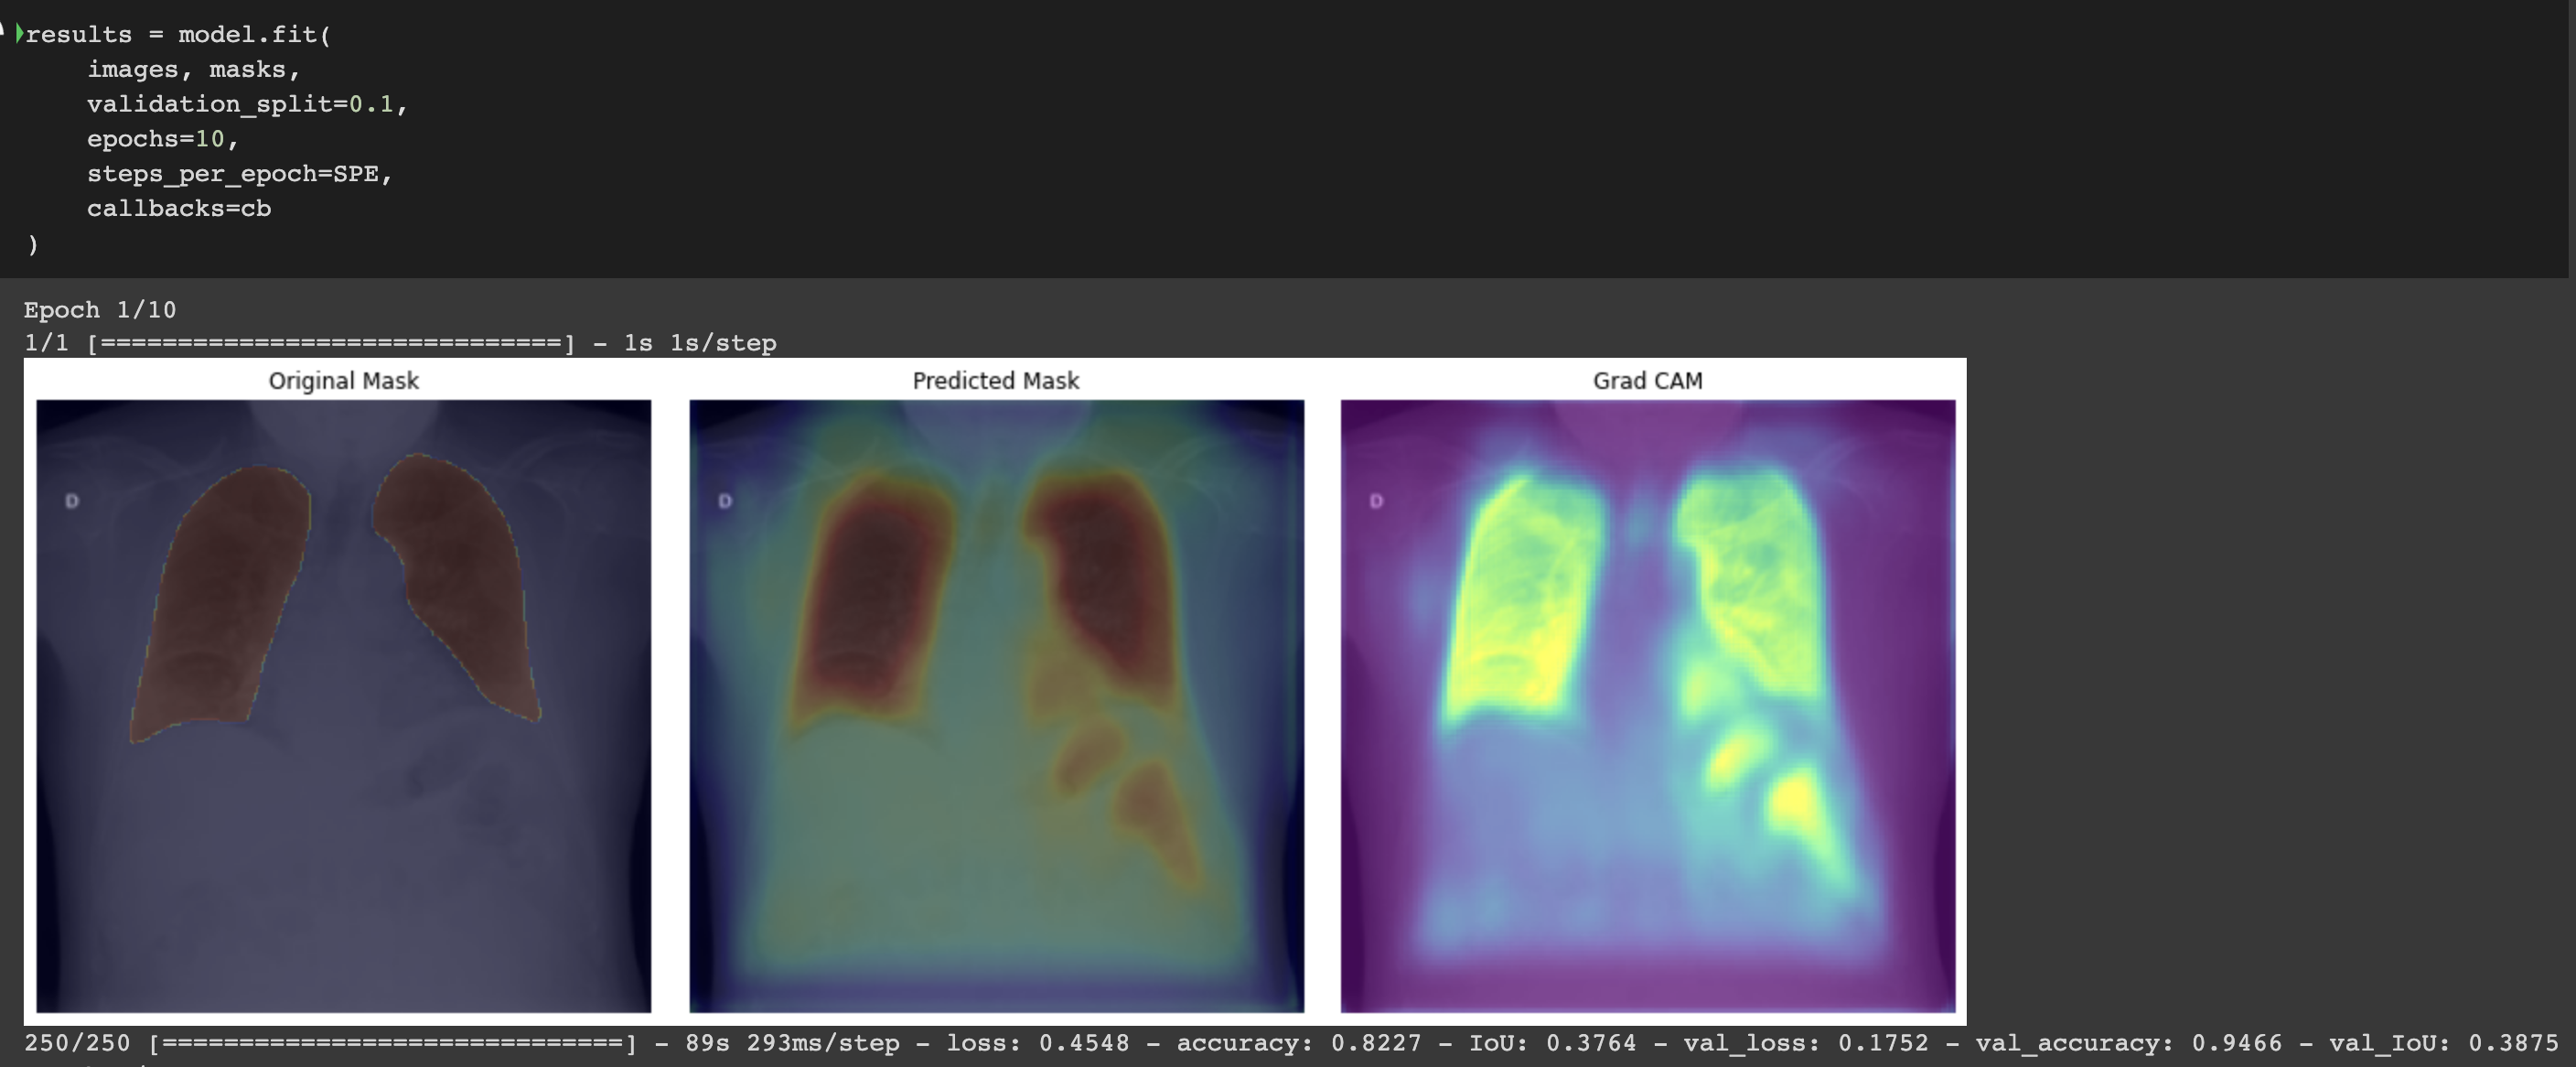 results = model.fit(
    images, masks,
    validation_split=0.1,
    epochs=10,
    steps_per_epoch=SPE,
    callbacks=cb
)
Epoch 1/10
1/1 [==============================] - 1s 1s/step
Original Mask Predicted Mask Grad CAM
D D D
250/250 [==============================] - 89s 293ms/step - loss: 0.4548 - accuracy: 0.8227 - IoU: 0.3764 - val_loss: 0.1752 - val_accuracy: 0.9466 - val_IoU: 0.3875